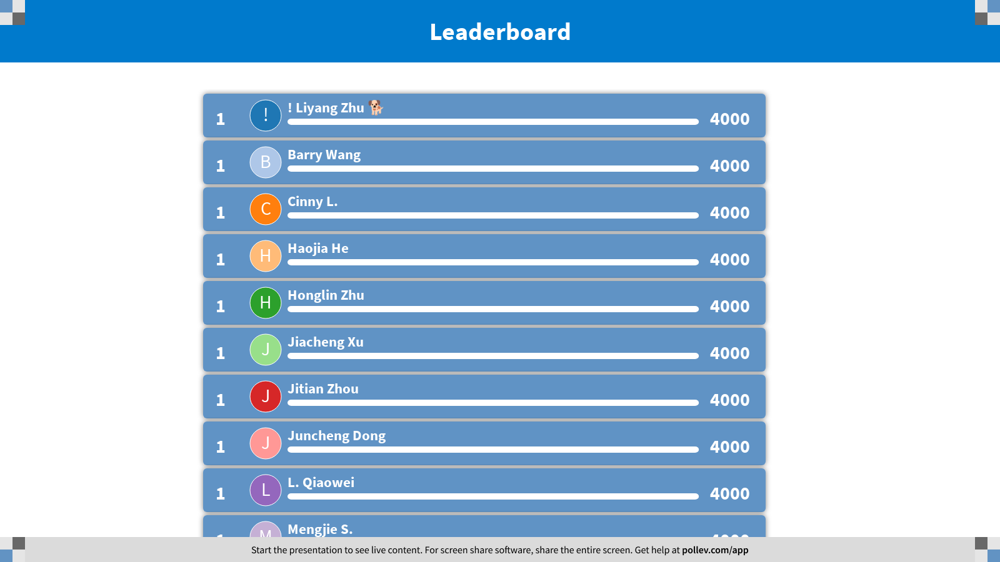 Leaderboard
1 ! ! Liyang Zhu 🐕 4000
1 B Barry Wang 4000
1 C Cinny L. 4000
1 H Haojia He 4000
1 H Honglin Zhu 4000
1 J Jiacheng Xu 4000
1 J Jitian Zhou 4000
1 J Juncheng Dong 4000
1 L L. Qiaowei 4000
1 M Mengjie S. 4000
Start the presentation to see live content. For screen share software, share the entire screen. Get help at pollev.com/app